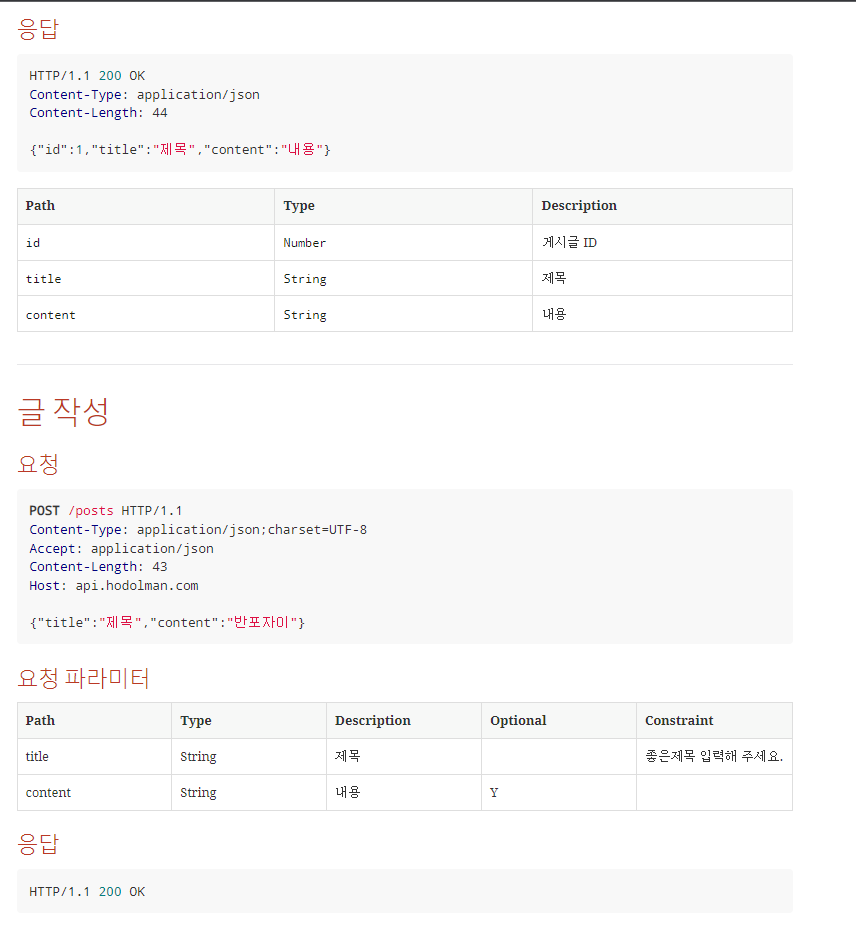 응답
HTTP/1.1 200 OK
Content-Type: application/json
Content-Length: 44
{"id":1,"title":"제목","content":"내용"}
Path Type Description
id Number 게시글 ID
title String 제목
content String 내용
글 작성
요청
POST /posts HTTP/1.1
Content-Type: application/json;charset=UTF-8
Accept: application/json
Content-Length: 43
Host: api.hodolman.com
{"title":"제목","content":"반포자이"}
요청 파라미터
Path Type Description Optional Constraint
title String 제목 좋은제목 입력해 주세요.
content String 내용 Y
응답
HTTP/1.1 200 OK